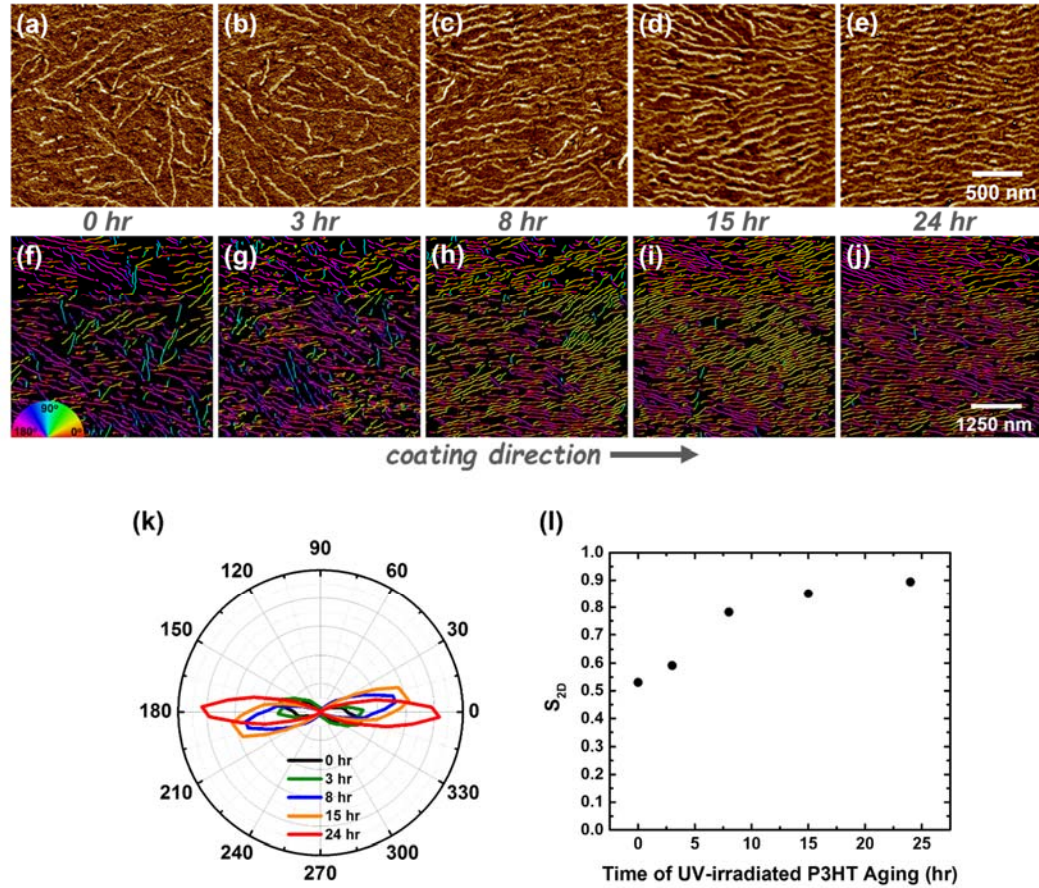 (a) (b) (c) (d) (e)
500 nm
0 hr 3 hr 8 hr 15 hr 24 hr
(f) (g) (h) (i) (j)
90°
180° 0°
1250 nm
coating direction
(k)
90
120 60
150 30
180 0
210 330
240 300
270
0 hr
3 hr
8 hr
15 hr
24 hr
(l)
1.0
0.9
0.8
0.7
0.6
0.5
0.4
0.3
0.2
0.1
0.0
S2D
0 5 10 15 20 25
Time of UV-irradiated P3HT Aging (hr)